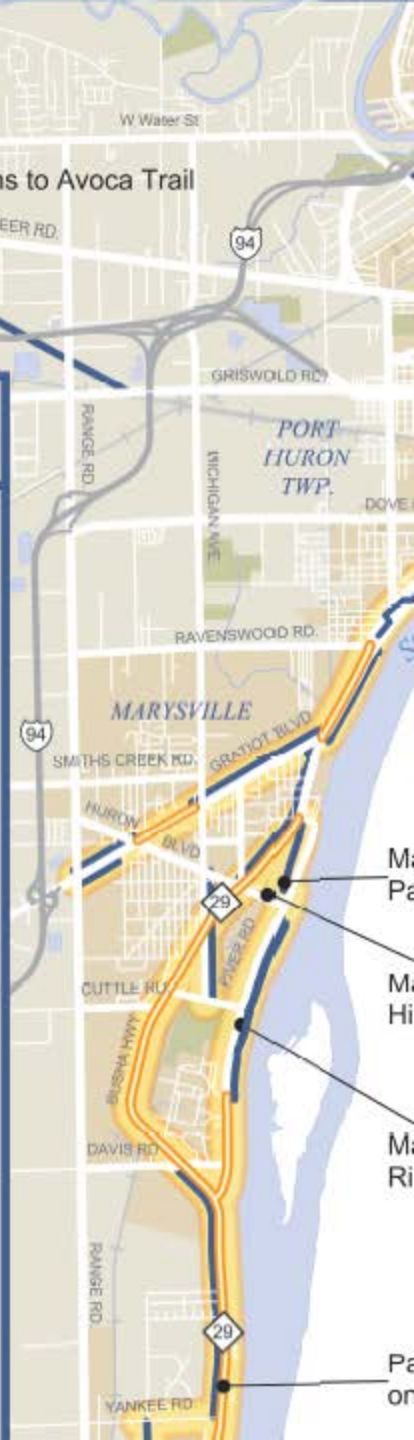 W Water St
ns to Avoca Trail
EER RD.
94
GRISWOLD RD
PORT
HURON
TWP.
RANGE RD.
MICHIGAN AVE.
DOVE
RAVENSWOOD RD.
MARYSVILLE
GRATIOT BLVD
94
SMITHS CREEK RD.
HURON
BLVD
Ma
Pa
29
RIVER RD
Ma
Hi
CUTTLE RD
BUSHA HWY
Ma
Ri
DAVIS RD
RANGE RD.
29
Pa
on
YANKEE RD